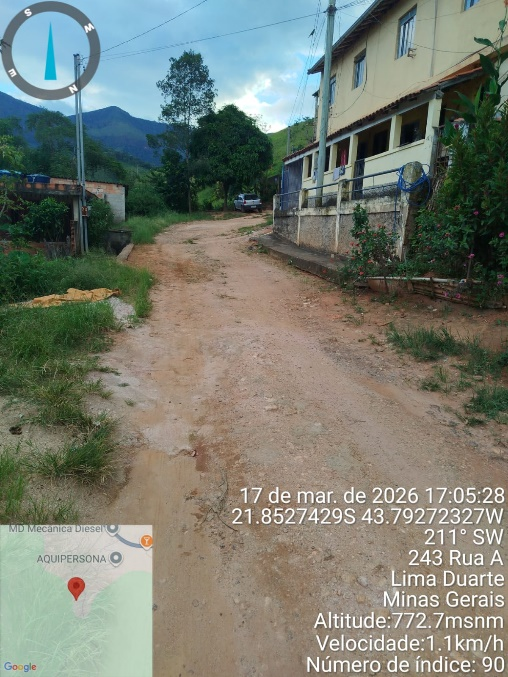 S
W
E
N
17 de mar. de 2026 17:05:28
21.8527429S 43.79272327W
211° SW
243 Rua A
Lima Duarte
Minas Gerais
Altitude:772.7msnm
Velocidade:1.1km/h
Número de índice: 90
MD Mecânica Diesel
AQUIPERSONA
Google